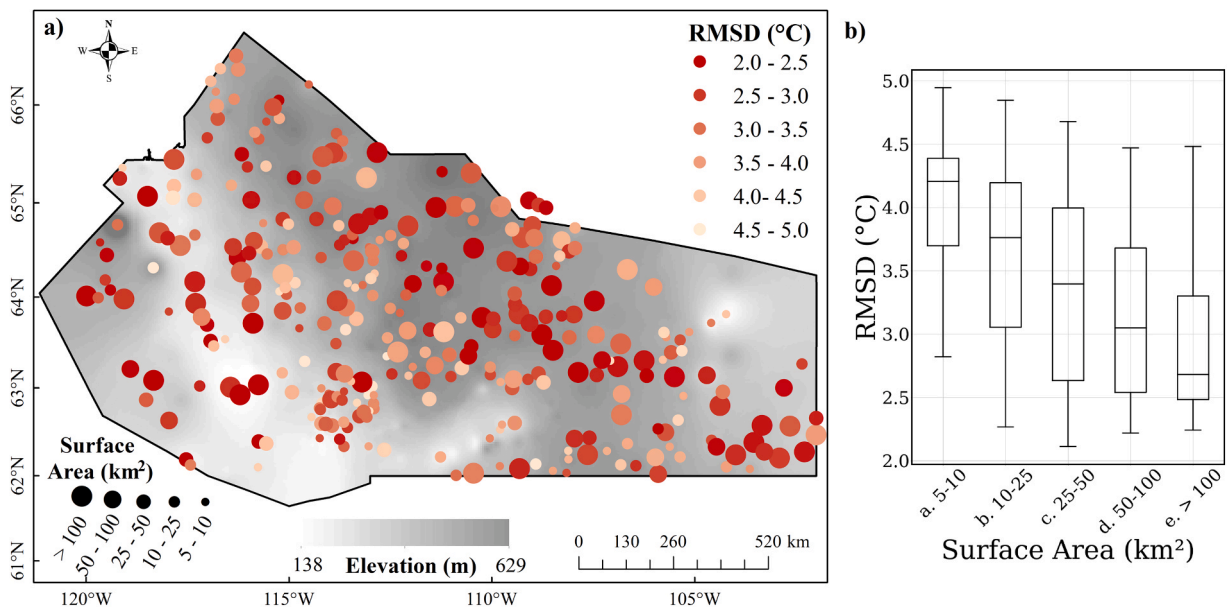 a)
N
W E
S
RMSD (°C)
2.0 - 2.5
2.5 - 3.0
3.0 - 3.5
3.5 - 4.0
4.0- 4.5
4.5 - 5.0
66°N
65°N
64°N
63°N
62°N
61°N
Surface
Area (km²)
> 100
50 - 100
25 - 50
10 - 25
5 - 10
138 Elevation (m) 629
0 130 260 520 km
120°W 115°W 110°W 105°W
b)
RMSD (°C)
5.0
4.5
4.0
3.5
3.0
2.5
2.0
a. 5-10
b. 10-25
c. 25-50
d. 50-100
e. > 100
Surface Area (km²)